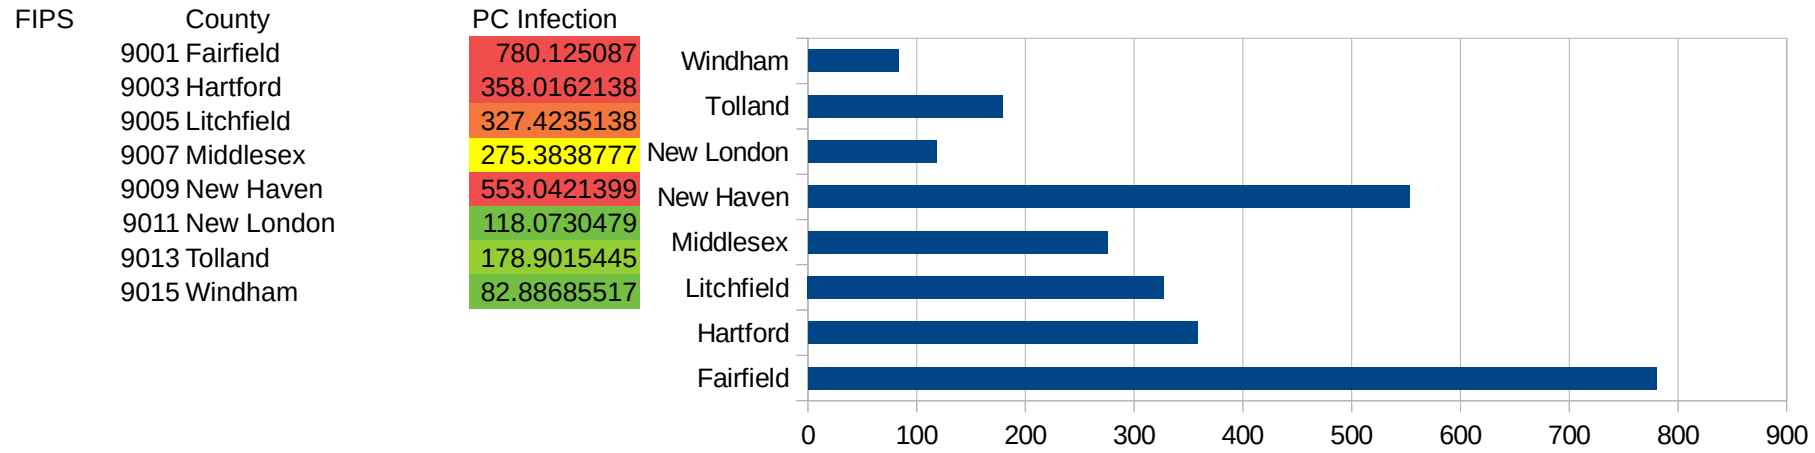 FIPS County PC Infection
9001 Fairfield 780.125087
9003 Hartford 358.0162138
9005 Litchfield 327.4235138
9007 Middlesex 275.3838777
9009 New Haven 553.0421399
9011 New London 118.0730479
9013 Tolland 178.9015445
9015 Windham 82.88685517
Windham
Tolland
New London
New Haven
Middlesex
Litchfield
Hartford
Fairfield
0 100 200 300 400 500 600 700 800 900